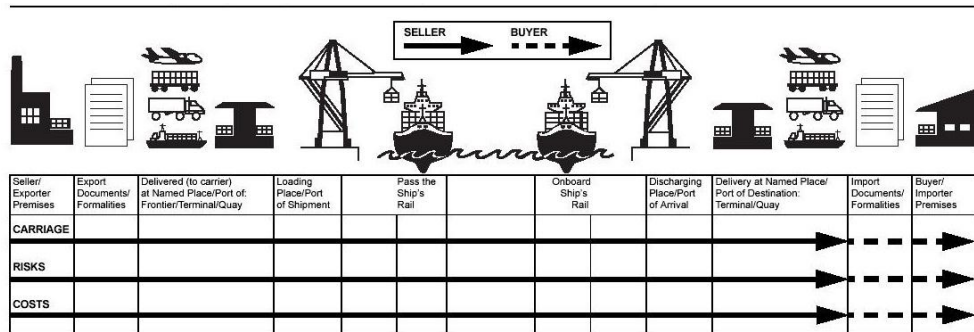 SELLER
BUYER
Seller/
Exporter
Premises
Export
Documents/
Formalities
Delivered (to carrier)
at Named Place/Port of:
Frontier/Terminal/Quay
Loading
Place/Port
of Shipment
Pass the
Ship's
Rail
Onboard
Ship's
Rail
Discharging
Place/Port
of Arrival
Delivery at Named Place/
Port of Destination:
Terminal/Quay
Import
Documents/
Formalities
Buyer/
Importer
Premises
CARRIAGE
RISKS
COSTS